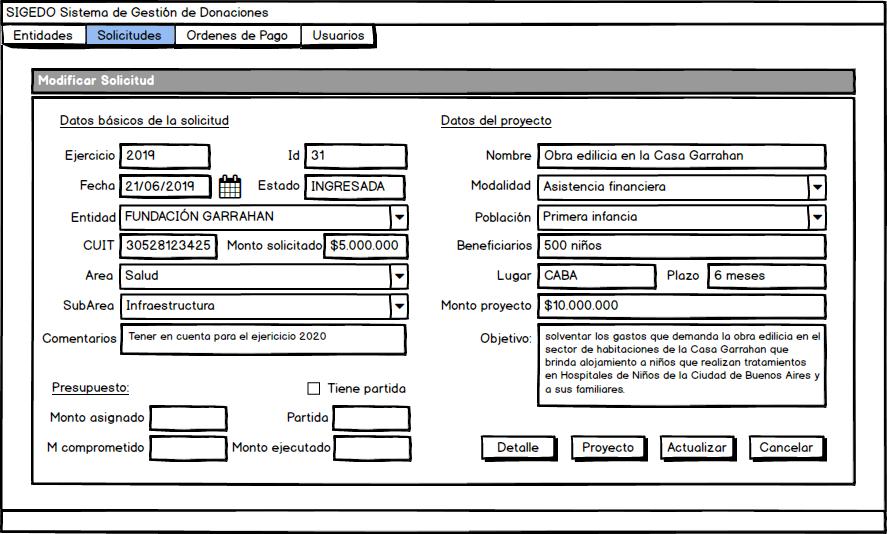 SIGEDO Sistema de Gestión de Donaciones
Entidades Solicitudes Ordenes de Pago Usuarios
Modificar Solicitud
Datos básicos de la solicitud
Ejercicio 2019 Id 31
Fecha 21/06/2019 Estado INGRESADA
Entidad FUNDACIÓN GARRAHAN
CUIT 30528123425 Monto solicitado $5.000.000
Area Salud
SubArea Infraestructura
Comentarios Tener en cuenta para el ejericicio 2020
Presupuesto: Tiene partida
Monto asignado Partida
M comprometido Monto ejecutado
Datos del proyecto
Nombre Obra edilicia en la Casa Garrahan
Modalidad Asistencia financiera
Población Primera infancia
Beneficiarios 500 niños
Lugar CABA Plazo 6 meses
Monto proyecto $10.000.000
Objetivo: solventar los gastos que demanda la obra edilicia en el
sector de habitaciones de la Casa Garrahan que
brinda alojamiento a niños que realizan tratamientos
en Hospitales de Niños de la Ciudad de Buenos Aires y
a sus familiares.
Detalle Proyecto Actualizar Cancelar